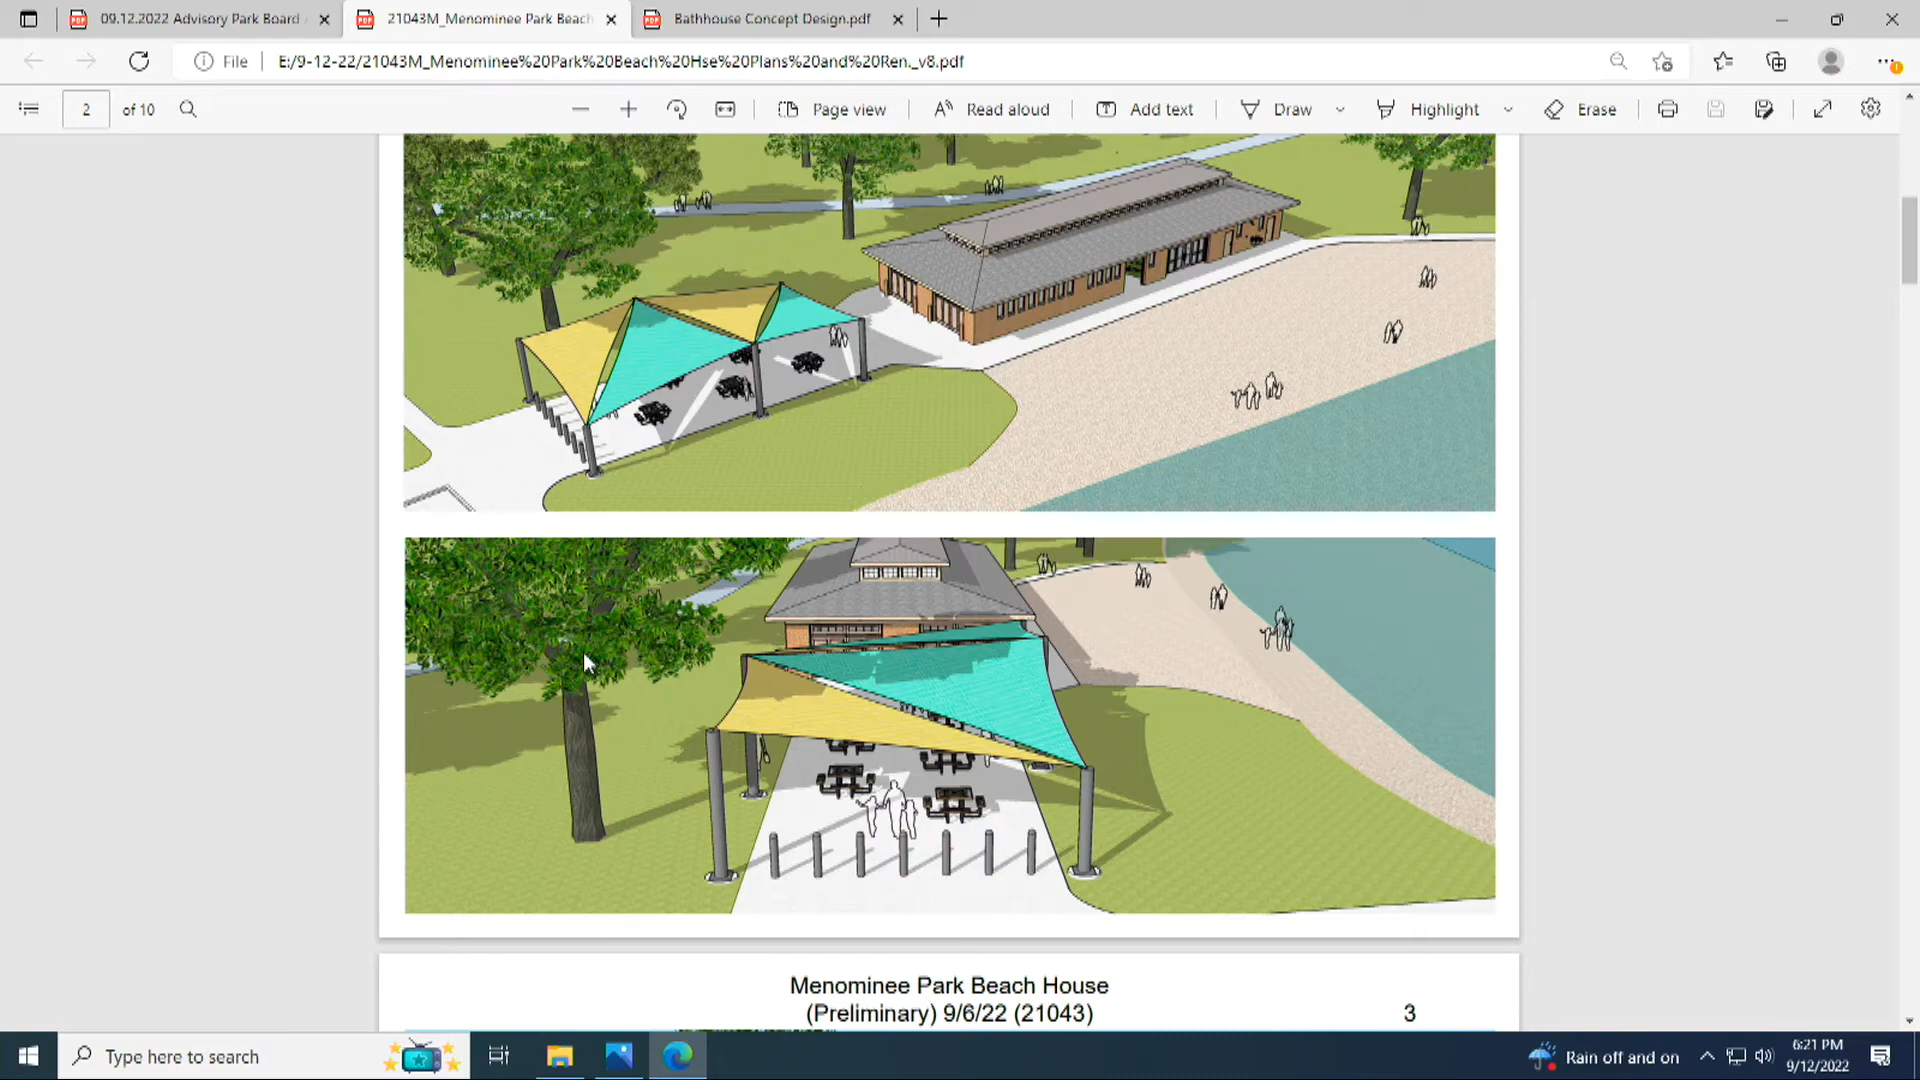 09.12.2022 Advisory Park Board
21043M_Menominee Park Beach
Bathhouse Concept Design.pdf
File
E:/9-12-22/21043M_Menominee%20Park%20Beach%20Hse%20Plans%20and%20Ren._v8.pdf
2 of 10
Page view
Read aloud
Add text
Draw
Highlight
Erase
Menominee Park Beach House
(Preliminary) 9/6/22 (21043)
3
Type here to search
Rain off and on
6:21 PM
9/12/2022